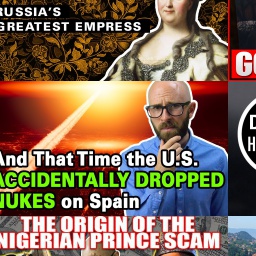 RUSSIA'S
GREATEST EMPRESS
GO
And That Time the U.S.
ACCIDENTALLY DROPPED
NUKES on Spain
D
H
THE ORIGIN OF THE
NIGERIAN PRINCE SCAM